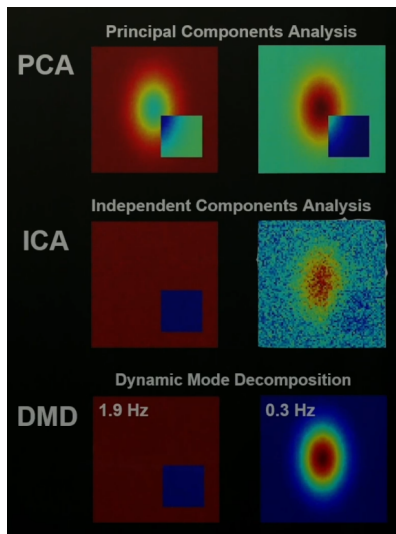 Principal Components Analysis
PCA
Independent Components Analysis
ICA
Dynamic Mode Decomposition
DMD
1.9 Hz
0.3 Hz